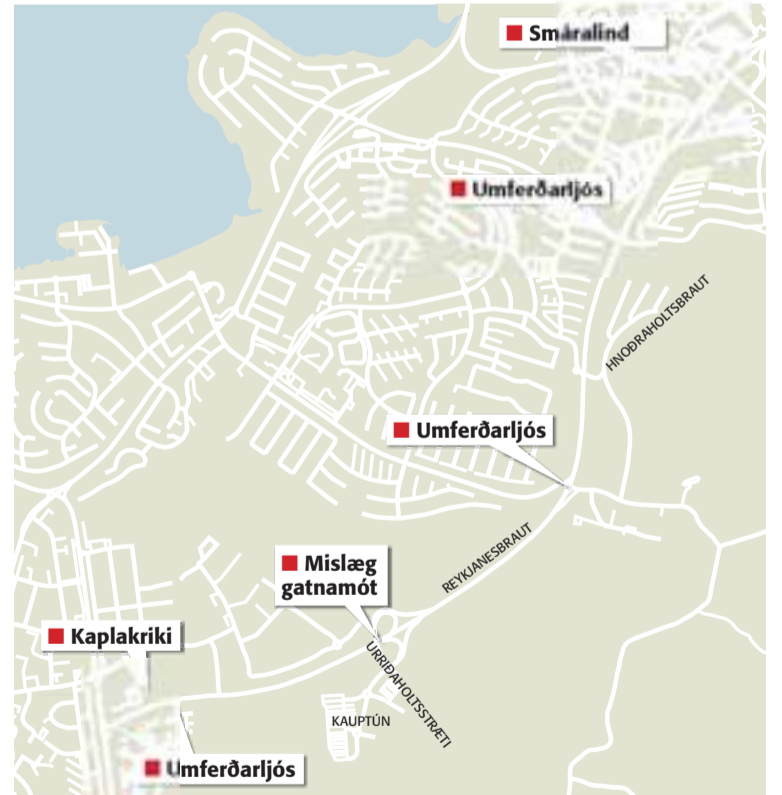 Smáralind
Umferðarljós
HNOÐRAHOLTSBRAUT
Umferðarljós
REYKJANESBRAUT
Mislæg
gatnamót
Kaplakriki
URRIÐAHOLTSSTRÆTI
KAUPTÚN
Umferðarljós